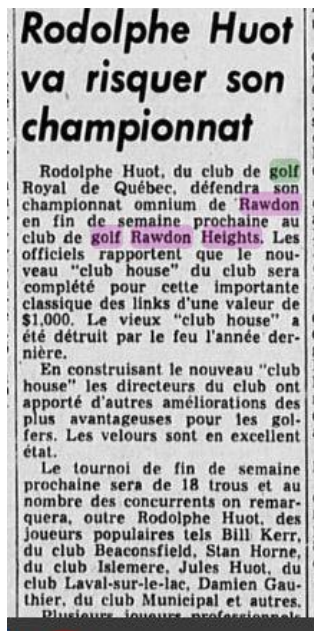 Rodolphe Huot
va risquer son
championnat
Rodolphe Huot, du club de golf
Royal de Québec, défendra son
championnat omnium de Rawdon
en fin de semaine prochaine au
club de golf Rawdon Heights. Les
officiels rapportent que le nou-
veau "club house" du club sera
complété pour cette importante
classique des links d'une valeur de
$1,000. Le vieux "club house" a
été détruit par le feu l'année der-
nière.
En construisant le nouveau "club
house" les directeurs du club ont
apporté d'autres améliorations des
plus avantageuses pour les gol-
fers. Les velours sont en excellent
état.
Le tournoi de fin de semaine
prochaine sera de 18 trous et au
nombre des concurrents on remar-
quera, outre Rodolphe Huot, des
joueurs populaires tels Bill Kerr,
du club Beaconsfield, Stan Horne,
du club Islemere, Jules Huot, du
club Laval-sur-le-lac, Damien Gau-
thier, du club Municipal et autres.
Plusieurs joueurs professionnels